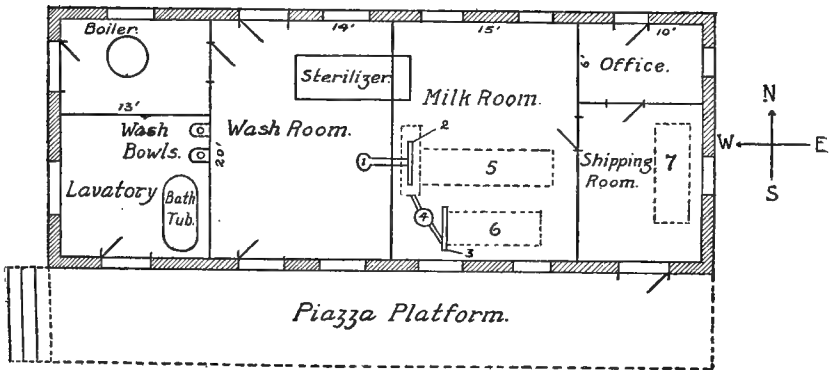 14'
15'
10'
Boiler.
6'
Office.
Sterilizer.
Milk Room.
N
13'
Wash
Bowls.
Wash Room.
20'
2
W
E
1
5
Shipping
Room.
7
S
Lavatory
Bath
Tub.
4
6
3
Piazza Platform.